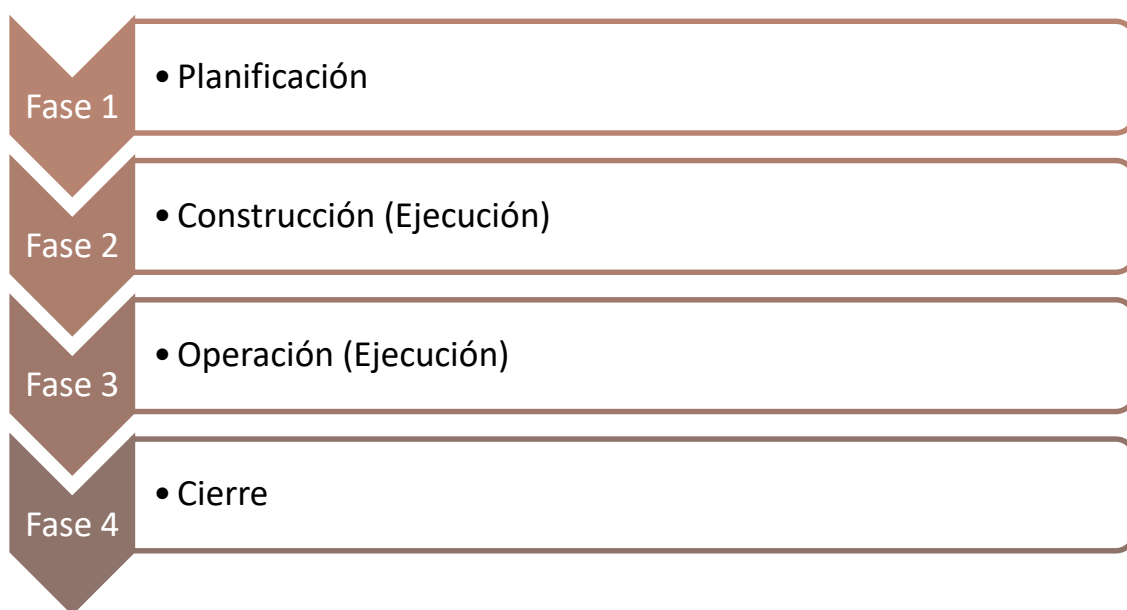 Fase 1
• Planificación
Fase 2
• Construcción (Ejecución)
Fase 3
• Operación (Ejecución)
Fase 4
• Cierre